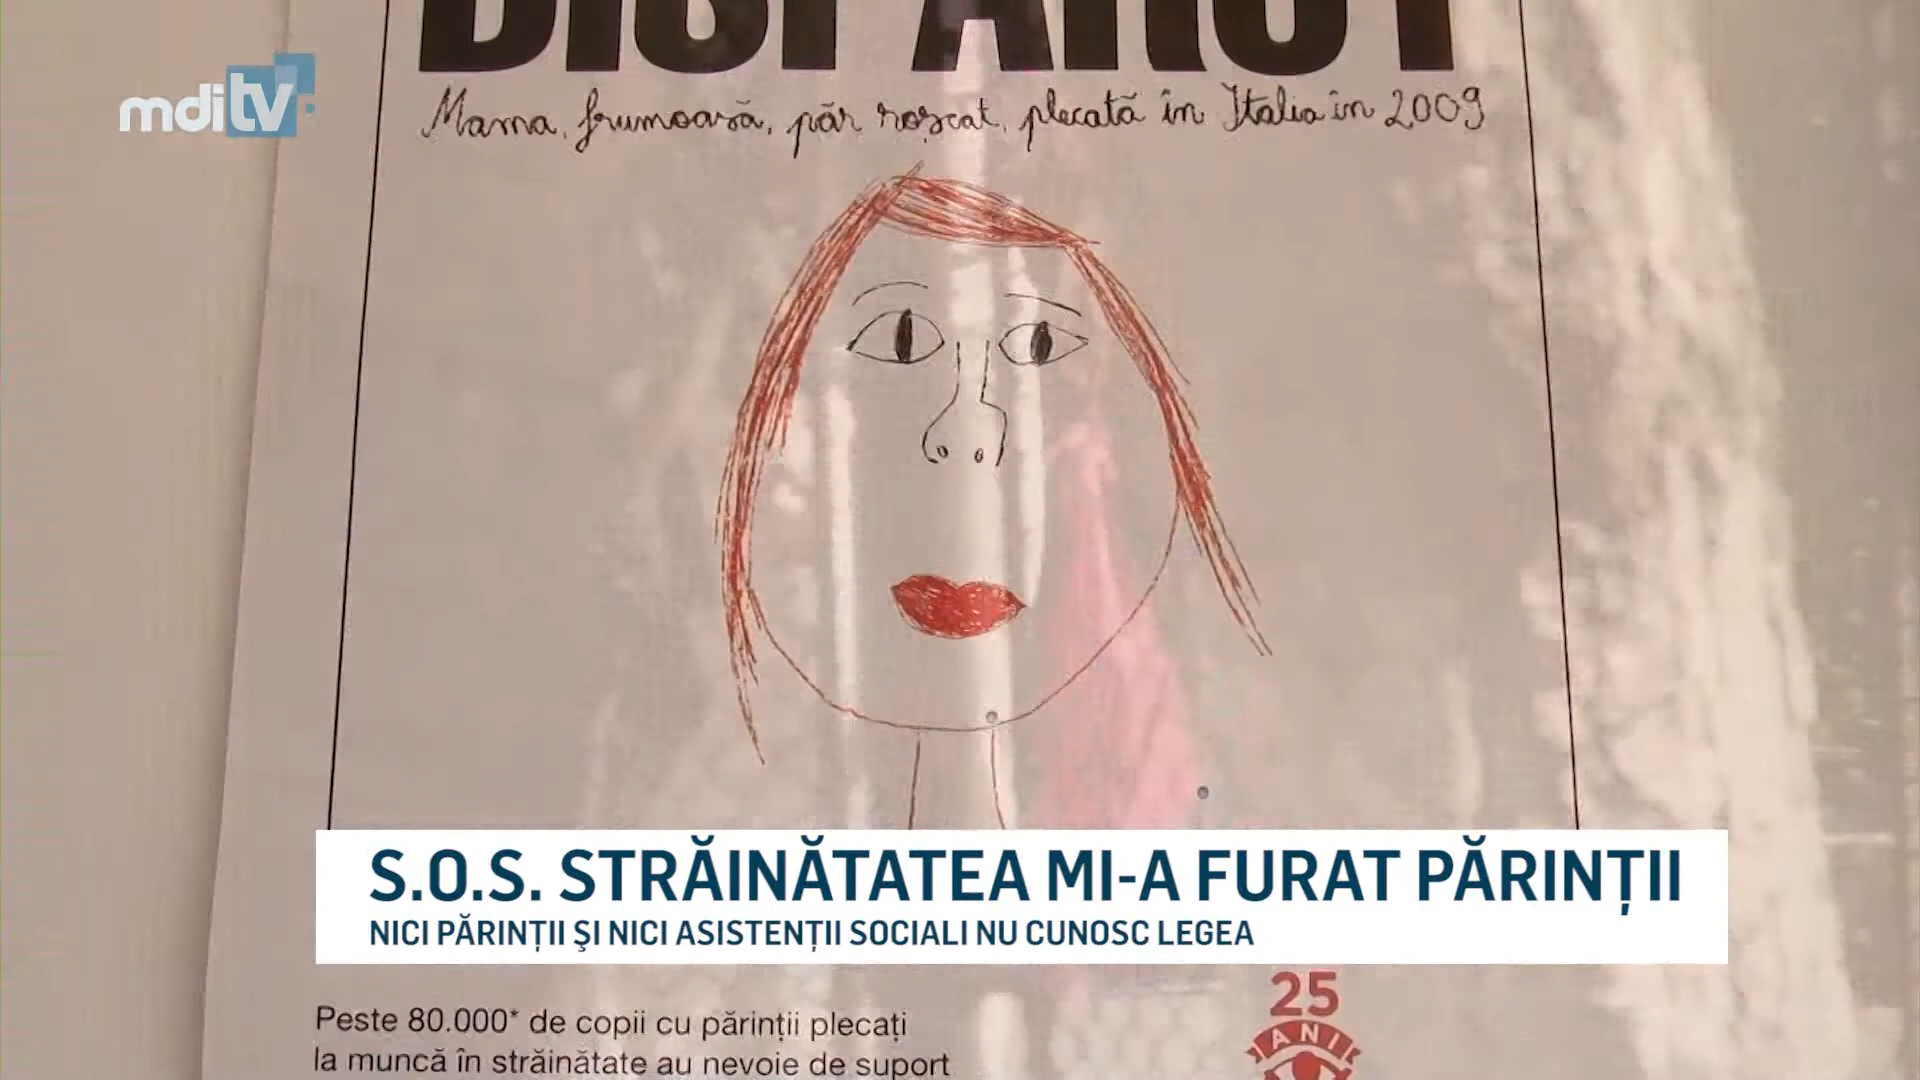 DISPĂRUT
mditv
Mama, frumoasă, păr roșcat, plecată în Italia în 2009
S.O.S. STRĂINĂTATEA MI-A FURAT PĂRINȚII
NICI PĂRINȚII ȘI NICI ASISTENȚII SOCIALI NU CUNOSC LEGEA
Peste 80.000* de copii cu părinții plecați
la muncă în străinătate au nevoie de suport
25
ANI